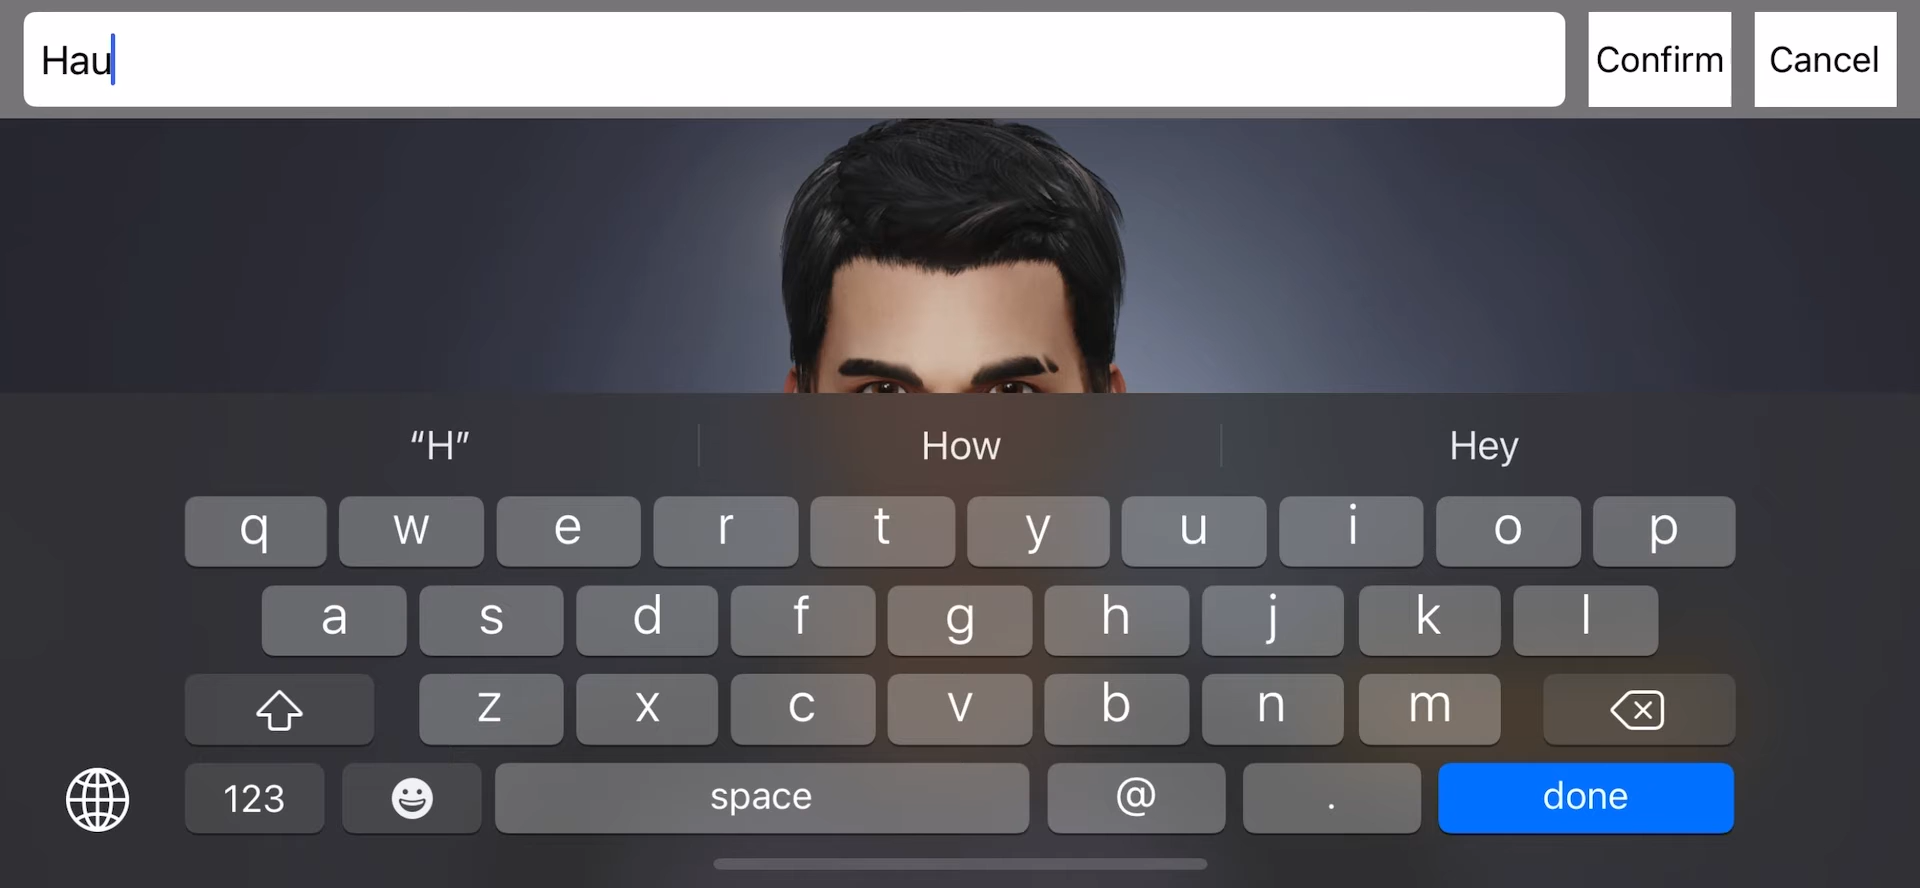 Hau
Confirm
Cancel
“H”
How
Hey
q w e r t y u i o p
a s d f g h j k l
z x c v b n m
123 space @ . done